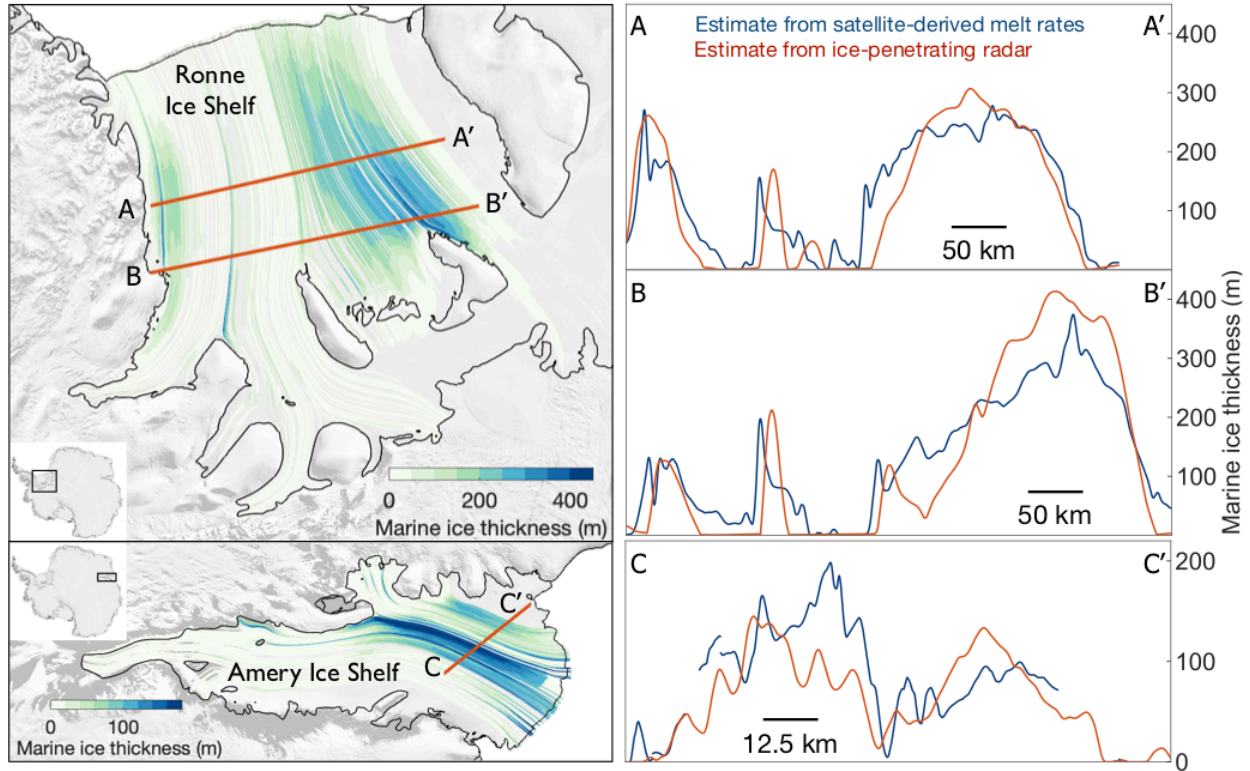 Ronne
Ice Shelf
A
A′
B
B′
0
200
400
Marine ice thickness (m)
C′
C
Amery Ice Shelf
0
100
Marine ice thickness (m)
A
Estimate from satellite-derived melt rates
Estimate from ice-penetrating radar
A′
400
300
200
100
50 km
B
B′
400
300
200
100
50 km
Marine ice thickness (m)
C
C′
200
100
0
12.5 km